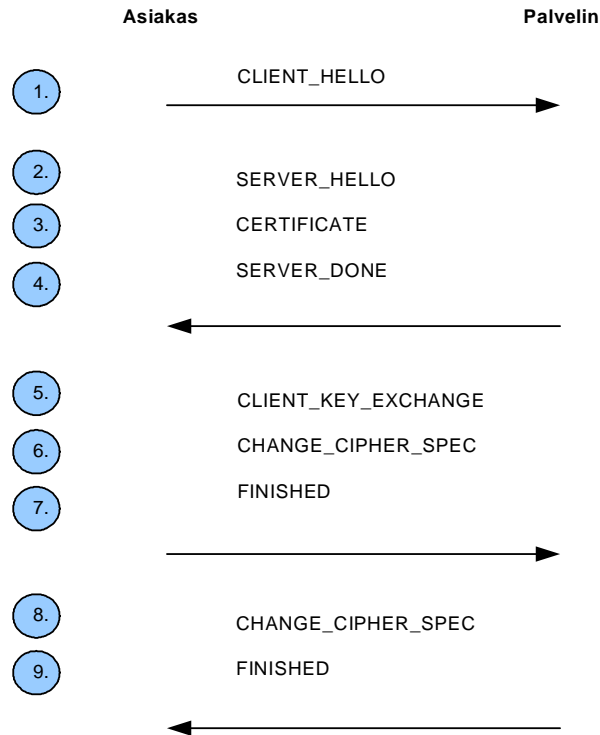 Asiakas Palvelin
1. CLIENT_HELLO
2. SERVER_HELLO
3. CERTIFICATE
4. SERVER_DONE
5. CLIENT_KEY_EXCHANGE
6. CHANGE_CIPHER_SPEC
7. FINISHED
8. CHANGE_CIPHER_SPEC
9. FINISHED